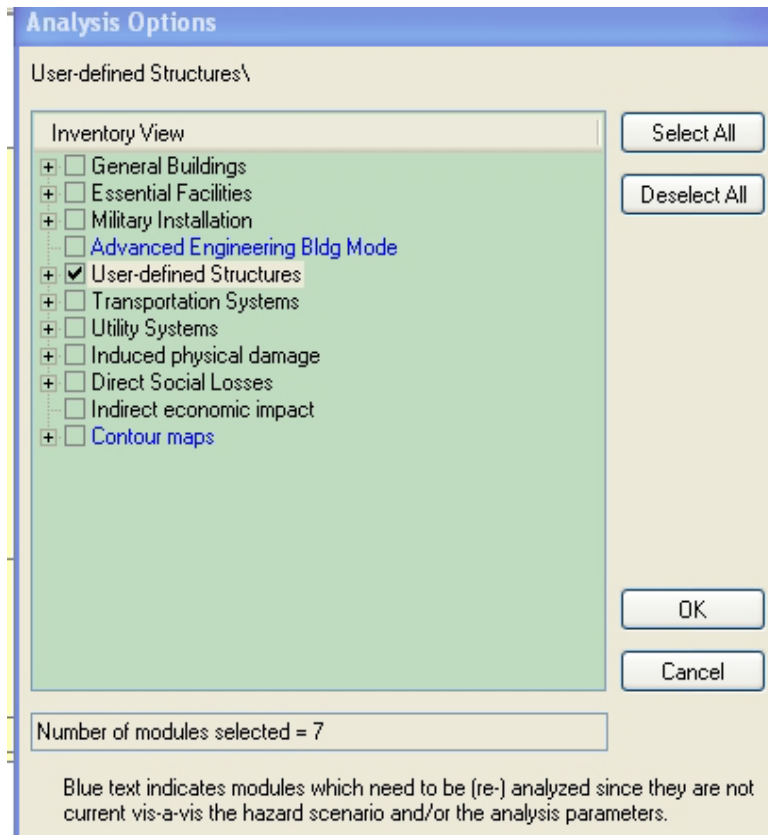 Analysis Options
User-defined Structures\
Inventory View
Select All
General Buildings
Essential Facilities
Deselect All
Military Installation
Advanced Engineering Bldg Mode
User-defined Structures
Transportation Systems
Utility Systems
Induced physical damage
Direct Social Losses
Indirect economic impact
Contour maps
OK
Cancel
Number of modules selected = 7
Blue text indicates modules which need to be (re-) analyzed since they are not
current vis-a-vis the hazard scenario and/or the analysis parameters.